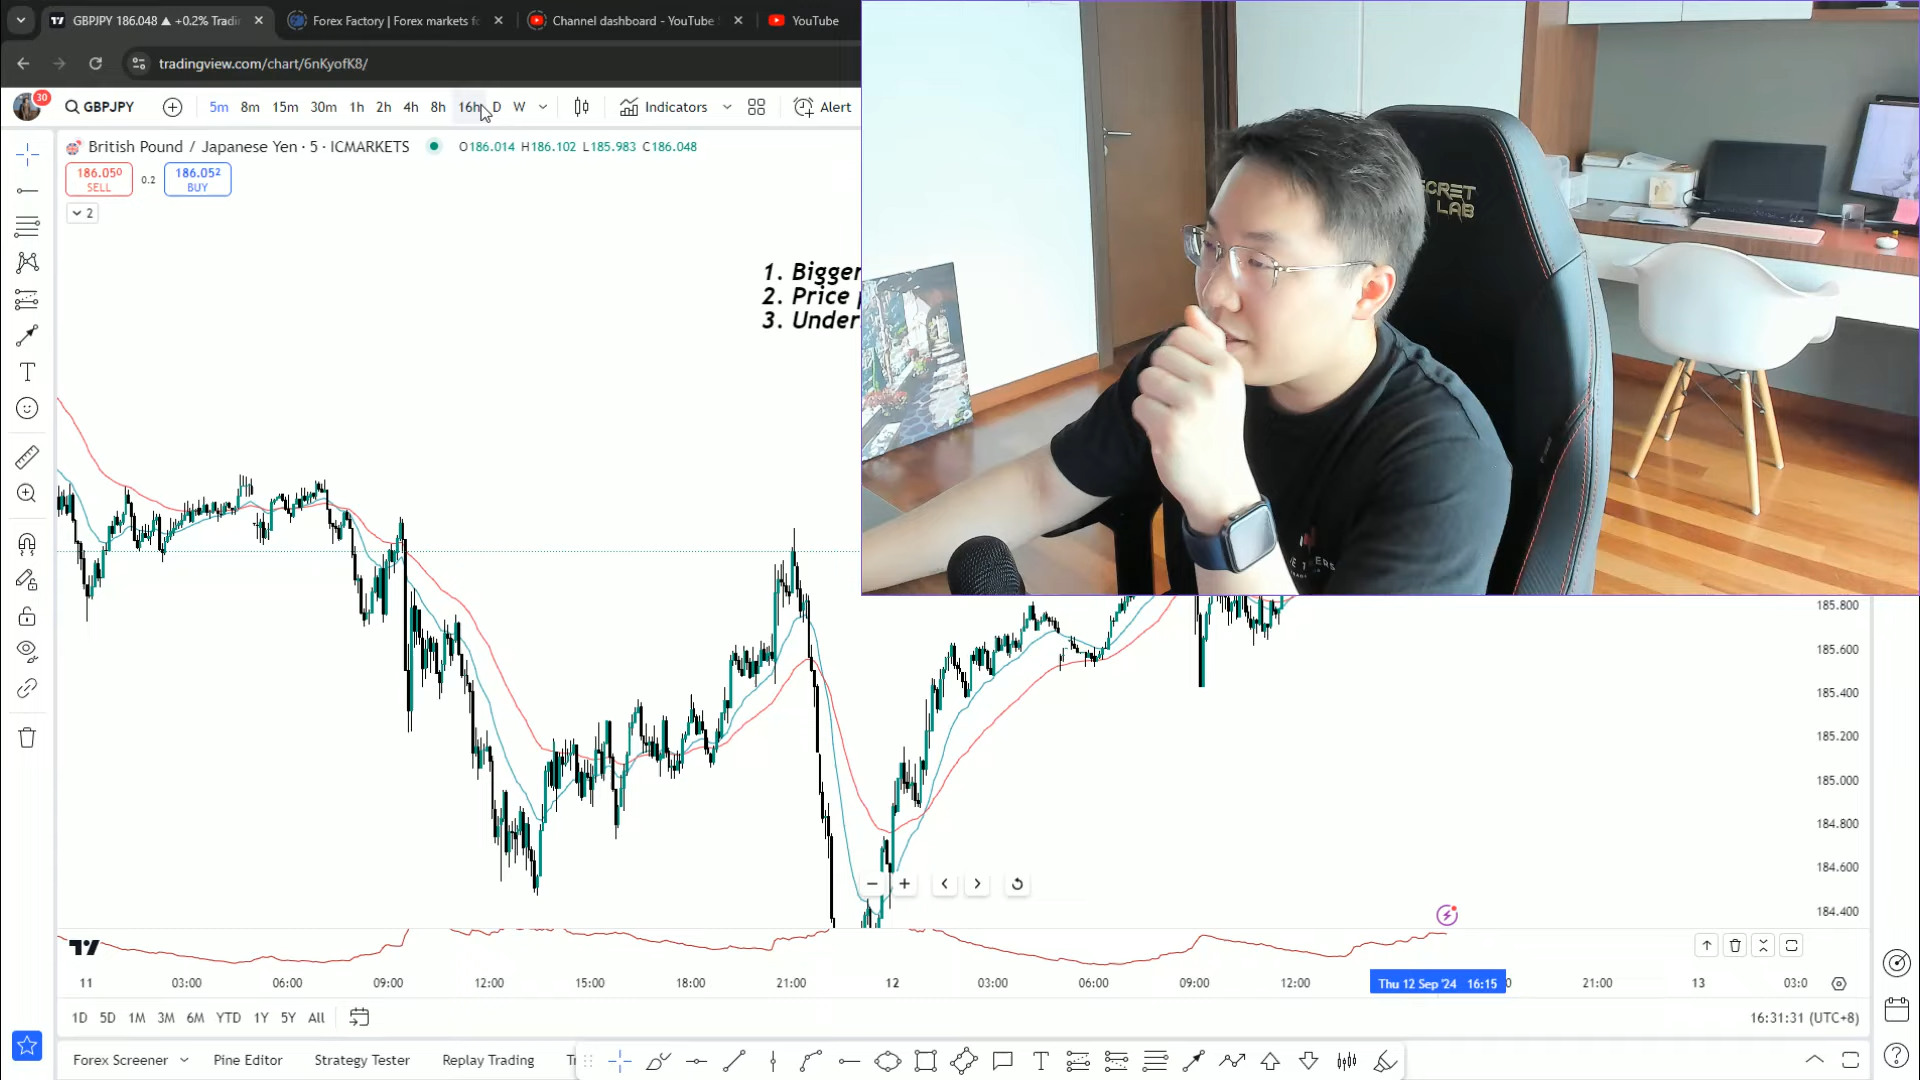 GBPJPY 186.048 ▲ +0.2% Tradin
Forex Factory | Forex markets fo
Channel dashboard - YouTube S
YouTube
tradingview.com/chart/6nKyofK8/
30
GBPJPY
5m 8m 15m 30m 1h 2h 4h 8h 16h D W
Indicators
Alert
British Pound / Japanese Yen · 5 · ICMARKETS
O186.014 H186.102 L185.983 C186.048
186.050
SELL
0.2
186.052
BUY
2
1. Bigger
2. Price
3. Under
LAB
185.800
185.600
185.400
185.200
185.000
184.800
184.600
184.400
11 03:00 06:00 09:00 12:00 15:00 18:00 21:00 12 03:00 06:00 09:00 12:00 Thu 12 Sep '24 16:15 21:00 13 03:0
1D 5D 1M 3M 6M YTD 1Y 5Y All
16:31:31 (UTC+8)
Forex Screener Pine Editor Strategy Tester Replay Trading